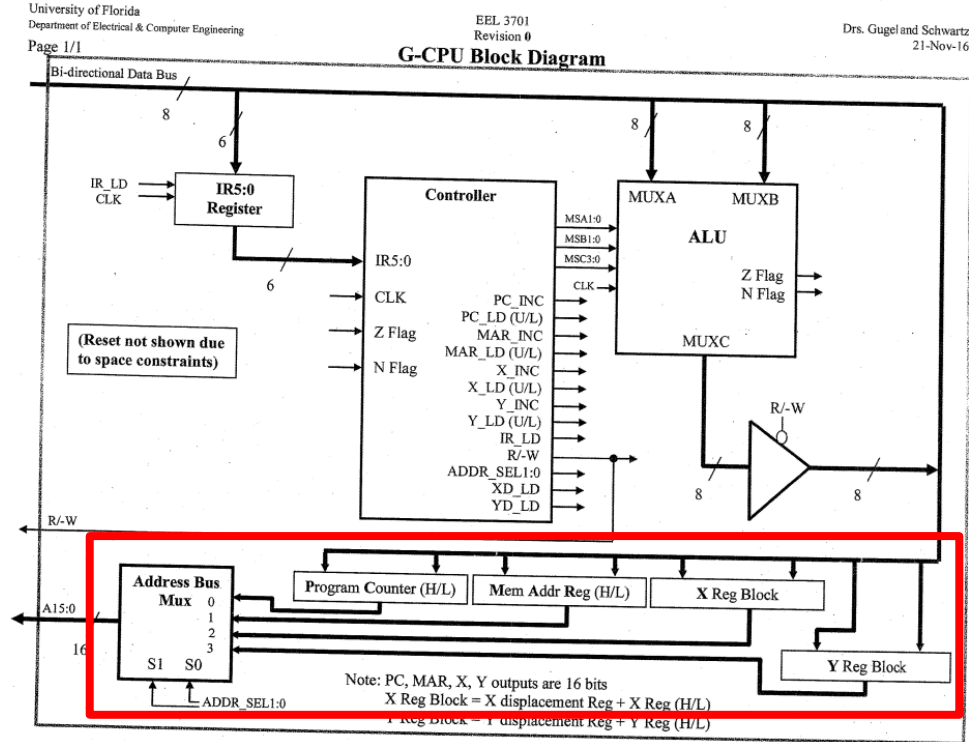 University of Florida
Department of Electrical & Computer Engineering
EEL 3701
Revision 0
Drs. Gugel and Schwartz
21-Nov-16
Page 1/1
G-CPU Block Diagram
Bi-directional Data Bus
8
6
8
8
IR_LD
CLK
IR5:0
Register
6
(Reset not shown due
to space constraints)
Controller
IR5:0
CLK
Z Flag
N Flag
PC_INC
PC_LD (U/L)
MAR_INC
MAR_LD (U/L)
X_INC
X_LD (U/L)
Y_INC
Y_LD (U/L)
IR_LD
R/-W
ADDR_SEL1:0
XD_LD
YD_LD
MSA1:0
MSB1:0
MSC3:0
CLK
MUXA
MUXB
ALU
Z Flag
N Flag
MUXC
R/-W
8
8
R/-W
A15:0
16
Address Bus
Mux
0
1
2
3
S1 S0
ADDR_SEL1:0
Program Counter (H/L)
Mem Addr Reg (H/L)
X Reg Block
Y Reg Block
Note: PC, MAR, X, Y outputs are 16 bits
X Reg Block = X displacement Reg + X Reg (H/L)
Y Reg Block = Y displacement Reg + Y Reg (H/L)